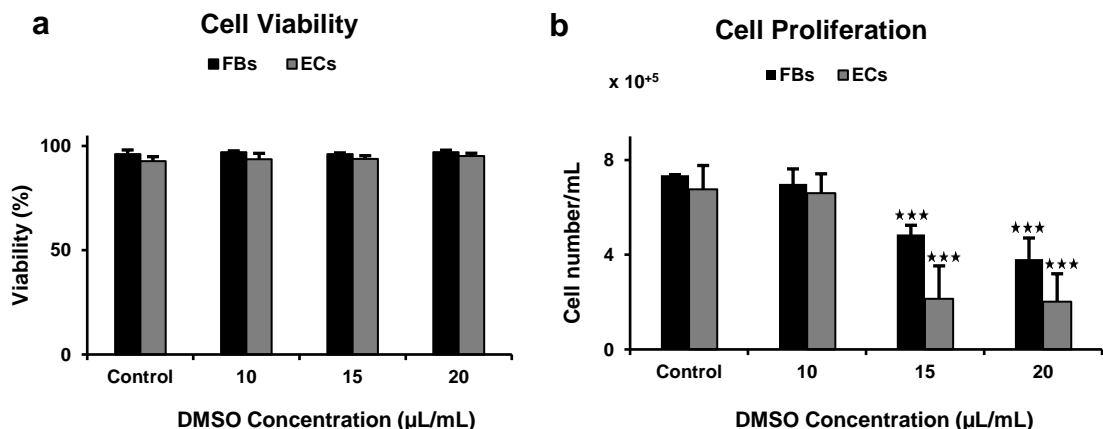 a
Cell Viability
FBs ECs
100
50
0
Viability (%)
Control 10 15 20
DMSO Concentration (µL/mL)
b
Cell Proliferation
x 10+5
FBs ECs
8
4
0
Cell number/mL
★★★
★★★
★★★
★★★
Control 10 15 20
DMSO Concentration (µL/mL)